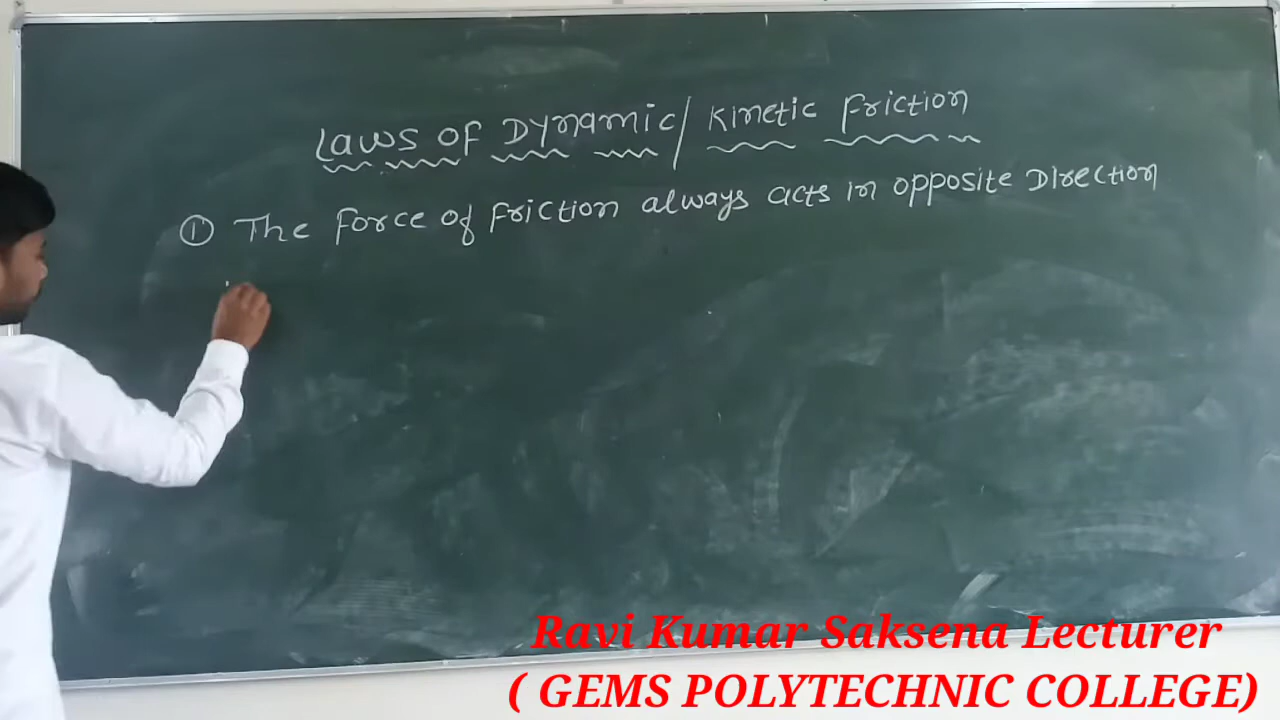 Laws of Dynamic/ Kinetic Friction
① The Force of Friction always acts in opposite Direction
Ravi Kumar Saksena Lecturer
( GEMS POLYTECHNIC COLLEGE)